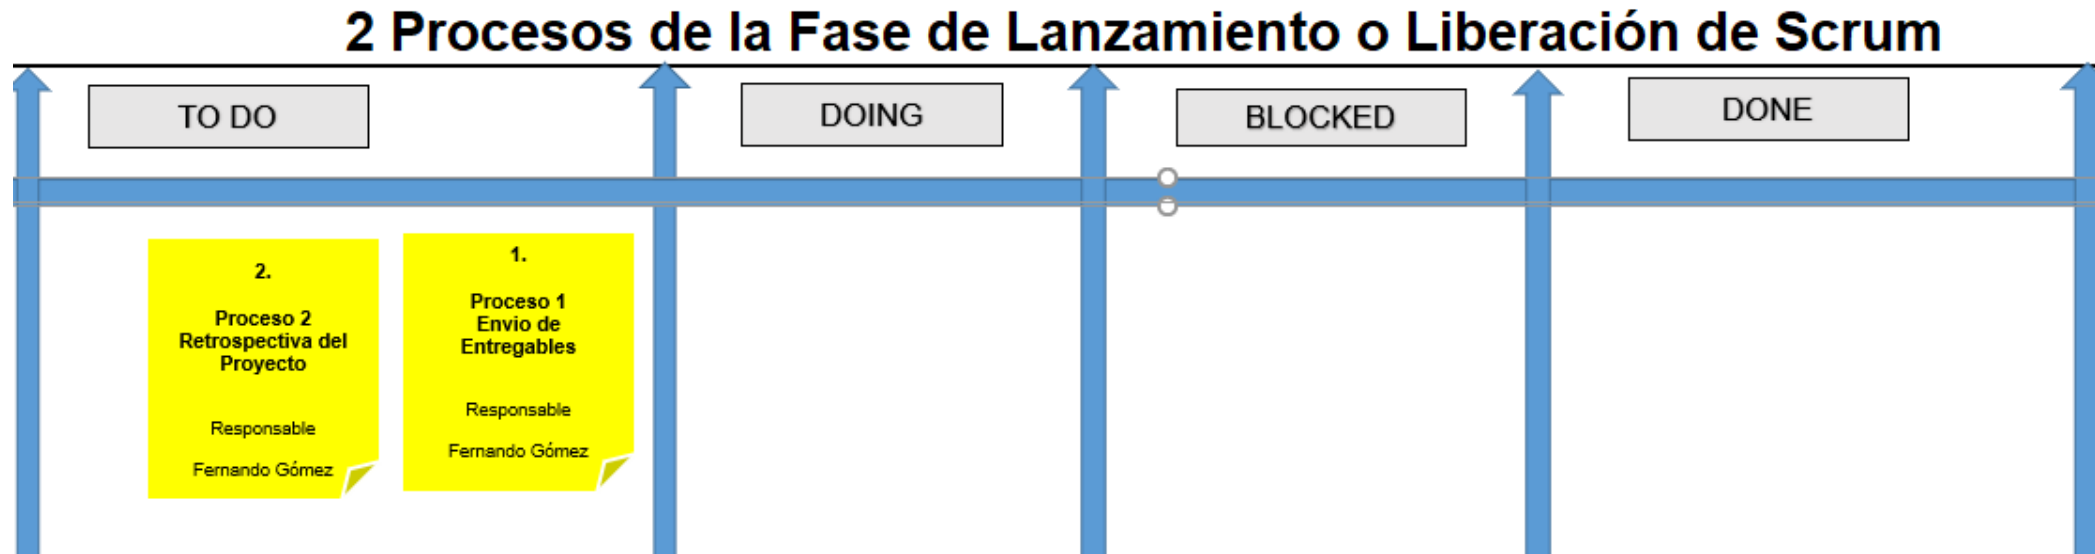 2 Procesos de la Fase de Lanzamiento o Liberación de Scrum
TO DO
DOING
BLOCKED
DONE
2.
Proceso 2
Retrospectiva del
Proyecto
Responsable
Fernando Gómez
1.
Proceso 1
Envio de
Entregables
Responsable
Fernando Gómez